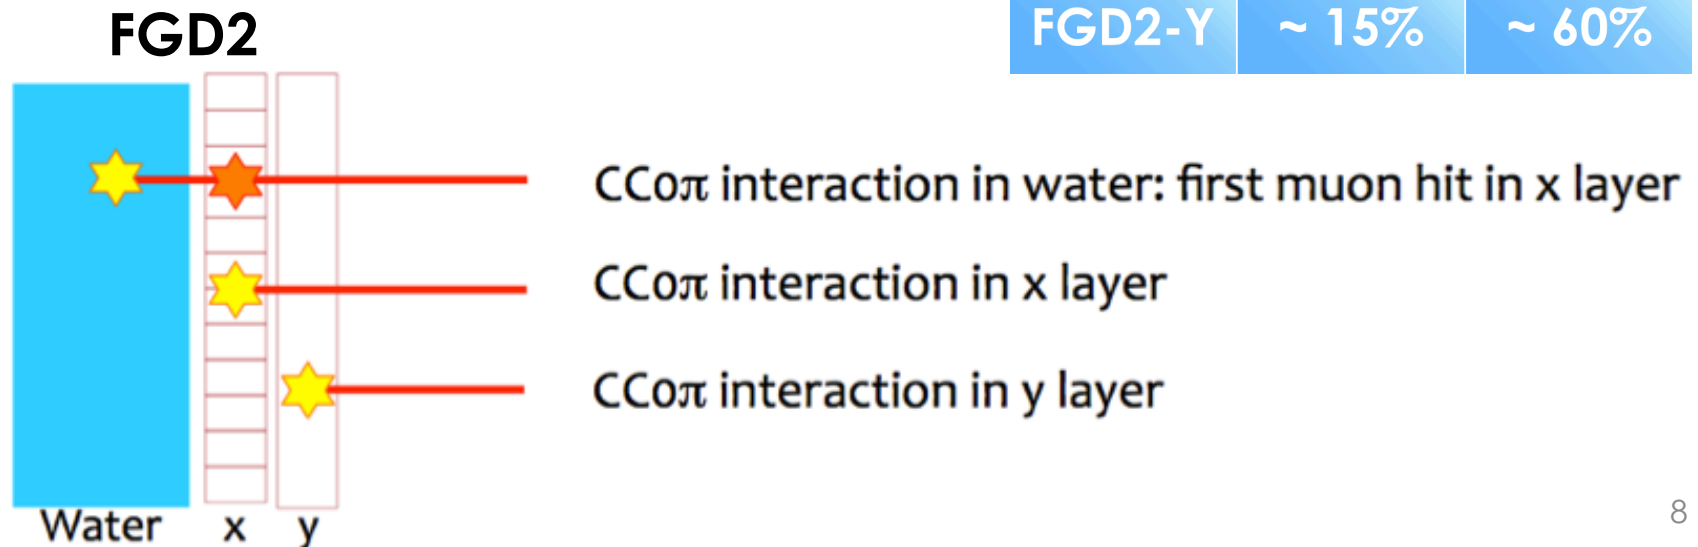 FGD2
FGD2-Y ~ 15% ~ 60%
CC0π interaction in water: first muon hit in x layer
CC0π interaction in x layer
CC0π interaction in y layer
Water x y
8